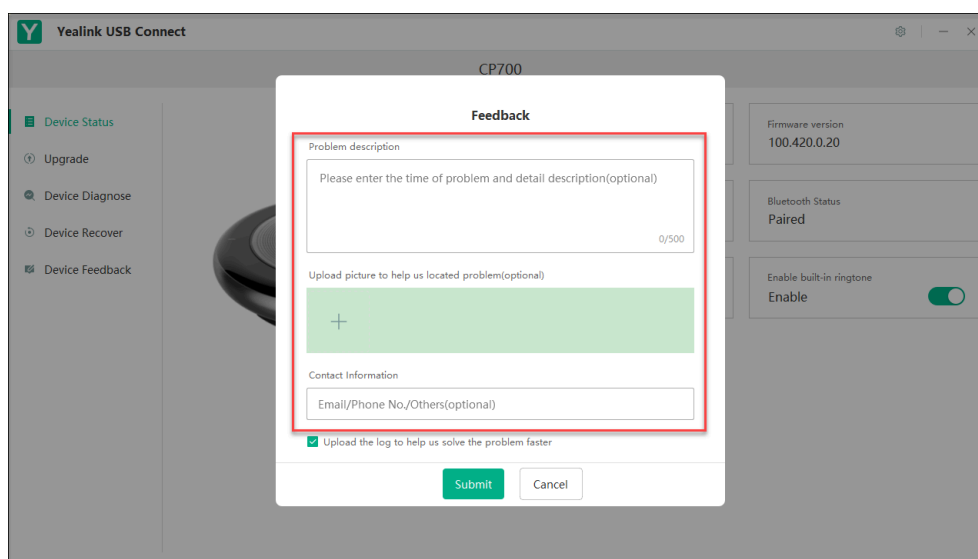 Y Yealink USB Connect
CP700
Device Status
Upgrade
Device Diagnose
Device Recover
Device Feedback
Feedback
Problem description
Please enter the time of problem and detail description(optional)
0/500
Upload picture to help us located problem(optional)
Contact Information
Email/Phone No./Others(optional)
Upload the log to help us solve the problem faster
Submit
Cancel
Firmware version
100.420.0.20
Bluetooth Status
Paired
Enable built-in ringtone
Enable